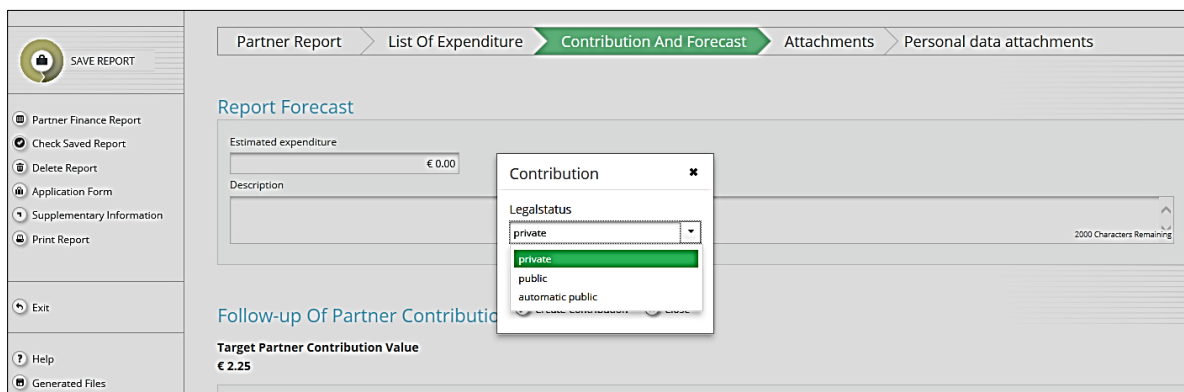 SAVE REPORT
Partner Finance Report
Check Saved Report
Delete Report
Application Form
Supplementary Information
Print Report
Exit
Help
Generated Files
Partner Report
List Of Expenditure
Contribution And Forecast
Attachments
Personal data attachments
Report Forecast
Estimated expenditure
€ 0.00
Description
2000 Characters Remaining
Contribution
Legalstatus
private
private
public
automatic public
Create Contribution
Close
Follow-up Of Partner Contributio
Target Partner Contribution Value
€ 2.25